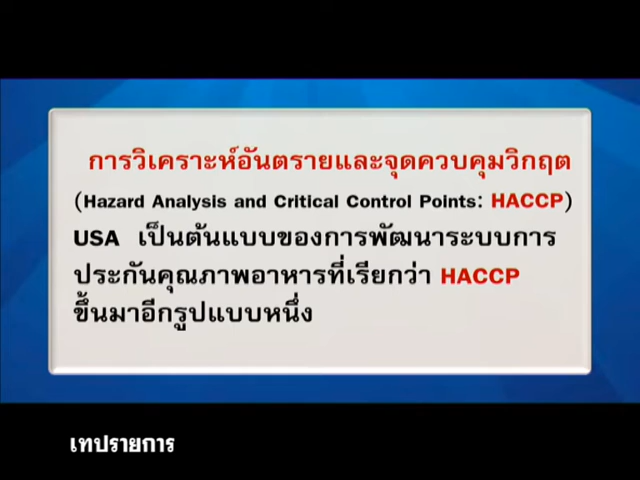 การวิเคราะห์อันตรายและจุดควบคุมวิกฤต
(Hazard Analysis and Critical Control Points: HACCP)
USA เป็นต้นแบบของการพัฒนาระบบการ
ประกันคุณภาพอาหารที่เรียกว่า HACCP
ขึ้นมาอีกรูปแบบหนึ่ง
เทปรายการ